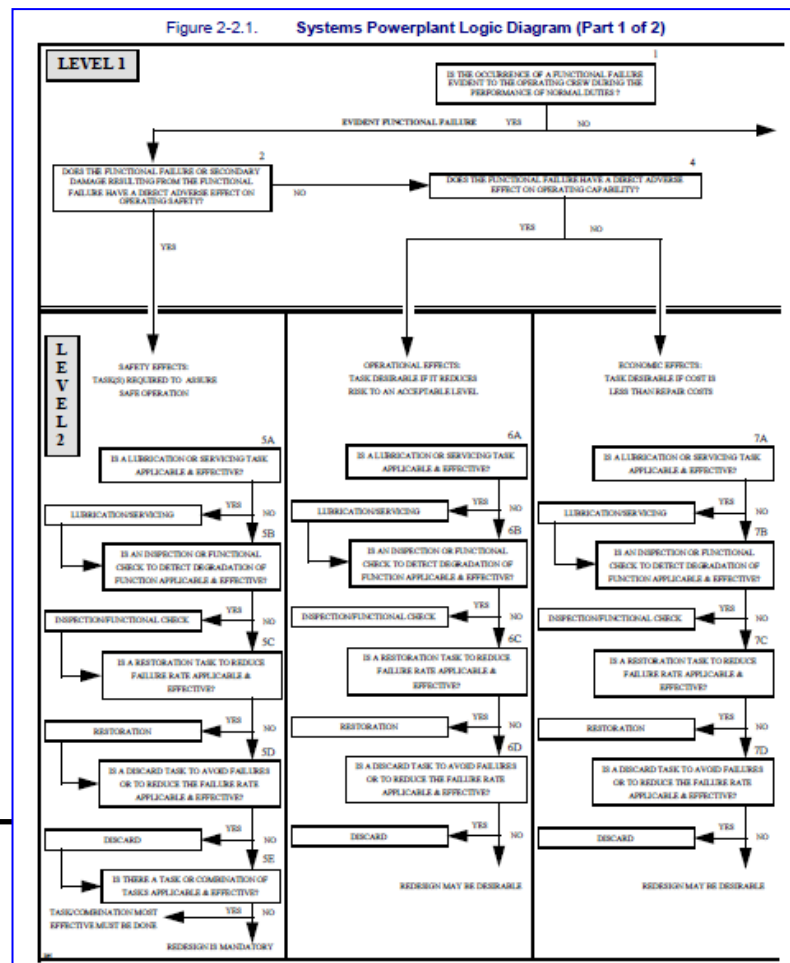 Figure 2-2.1. Systems Powerplant Logic Diagram (Part 1 of 2)
LEVEL 1
1
IS THE OCCURRENCE OF A FUNCTIONAL FAILURE
EVIDENT TO THE OPERATING CREW DURING THE
PERFORMANCE OF NORMAL DUTIES ?
EVIDENT FUNCTIONAL FAILURE YES NO
2
DOES THE FUNCTIONAL FAILURE OR SECONDARY
DAMAGE RESULTING FROM THE FUNCTIONAL
FAILURE HAVE A DIRECT ADVERSE EFFECT ON
OPERATING SAFETY?
NO
4
DOES THE FUNCTIONAL FAILURE HAVE A DIRECT ADVERSE
EFFECT ON OPERATING CAPABILITY?
YES
YES NO
LEVEL 2
SAFETY EFFECTS:
TASK(S) REQUIRED TO ASSURE
SAFE OPERATION
5A
IS A LUBRICATION OR SERVICING TASK
APPLICABLE & EFFECTIVE?
YES
LUBRICATION/SERVICING NO
5B
IS AN INSPECTION OR FUNCTIONAL
CHECK TO DETECT DEGRADATION OF
FUNCTION APPLICABLE & EFFECTIVE?
YES
INSPECTION/FUNCTIONAL CHECK NO
5C
IS A RESTORATION TASK TO REDUCE
FAILURE RATE APPLICABLE &
EFFECTIVE?
YES
RESTORATION NO
5D
IS A DISCARD TASK TO AVOID FAILURES
OR TO REDUCE THE FAILURE RATE
APPLICABLE & EFFECTIVE?
YES
DISCARD NO
5E
IS THERE A TASK OR COMBINATION OF
TASKS APPLICABLE & EFFECTIVE?
YES NO
TASK/COMBINATION MOST
EFFECTIVE MUST BE DONE
REDESIGN IS MANDATORY
OPERATIONAL EFFECTS:
TASK DESIRABLE IF IT REDUCES
RISK TO AN ACCEPTABLE LEVEL
6A
IS A LUBRICATION OR SERVICING TASK
APPLICABLE & EFFECTIVE?
YES
LUBRICATION/SERVICING NO
6B
IS AN INSPECTION OR FUNCTIONAL
CHECK TO DETECT DEGRADATION OF
FUNCTION APPLICABLE & EFFECTIVE?
YES
INSPECTION/FUNCTIONAL CHECK NO
6C
IS A RESTORATION TASK TO REDUCE
FAILURE RATE APPLICABLE &
EFFECTIVE?
YES
RESTORATION NO
6D
IS A DISCARD TASK TO AVOID FAILURES
OR TO REDUCE THE FAILURE RATE
APPLICABLE & EFFECTIVE?
YES
DISCARD NO
REDESIGN MAY BE DESIRABLE
ECONOMIC EFFECTS:
TASK DESIRABLE IF COST IS
LESS THAN REPAIR COSTS
7A
IS A LUBRICATION OR SERVICING TASK
APPLICABLE & EFFECTIVE?
YES
LUBRICATION/SERVICING NO
7B
IS AN INSPECTION OR FUNCTIONAL
CHECK TO DETECT DEGRADATION OF
FUNCTION APPLICABLE & EFFECTIVE?
YES
INSPECTION/FUNCTIONAL CHECK NO
7C
IS A RESTORATION TASK TO REDUCE
FAILURE RATE APPLICABLE &
EFFECTIVE?
YES
RESTORATION NO
7D
IS A DISCARD TASK TO AVOID FAILURES
OR TO REDUCE THE FAILURE RATE
APPLICABLE & EFFECTIVE?
YES
DISCARD NO
REDESIGN MAY BE DESIRABLE